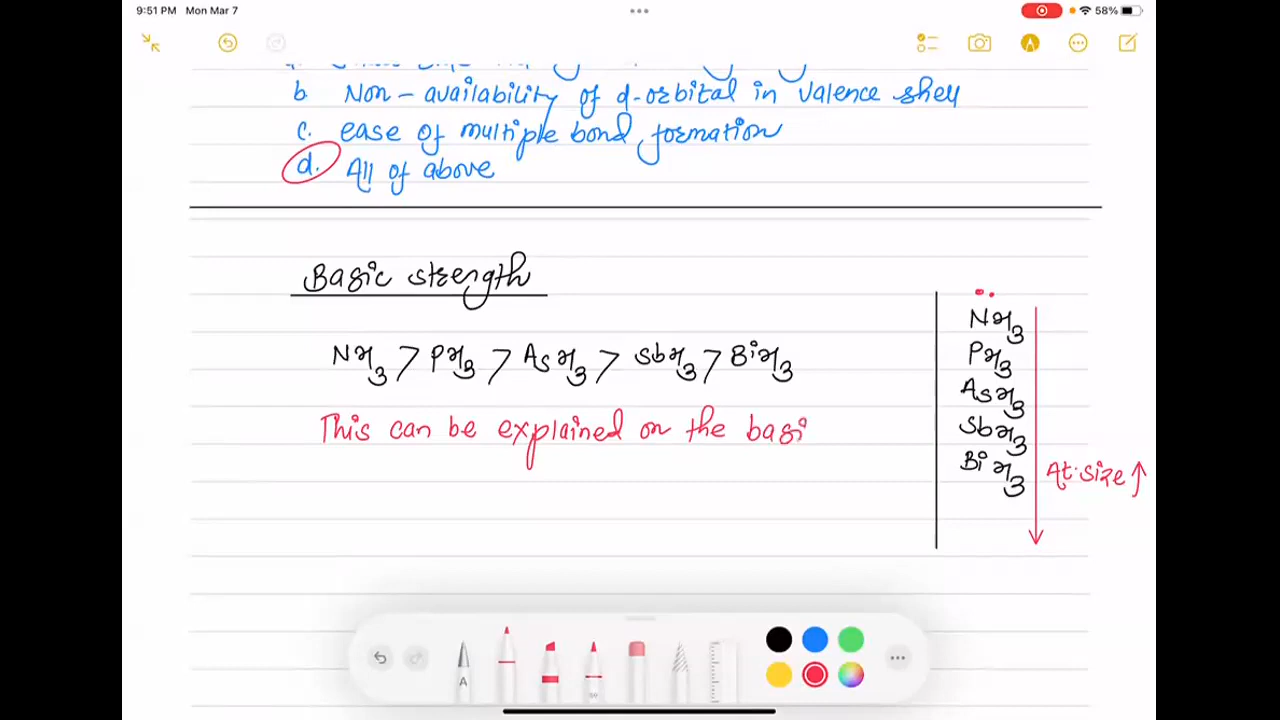 9:51 PM Mon Mar 7
58%
b. Non-availability of d-orbital in valence shell
c. ease of multiple bond formation
d. All of above
Basic strength
NH3 > PH3 > AsH3 > SbH3 > BiH3
This can be explained on the basi
NH3
PH3
AsH3
SbH3
BiH3
At. size ↑
A
50